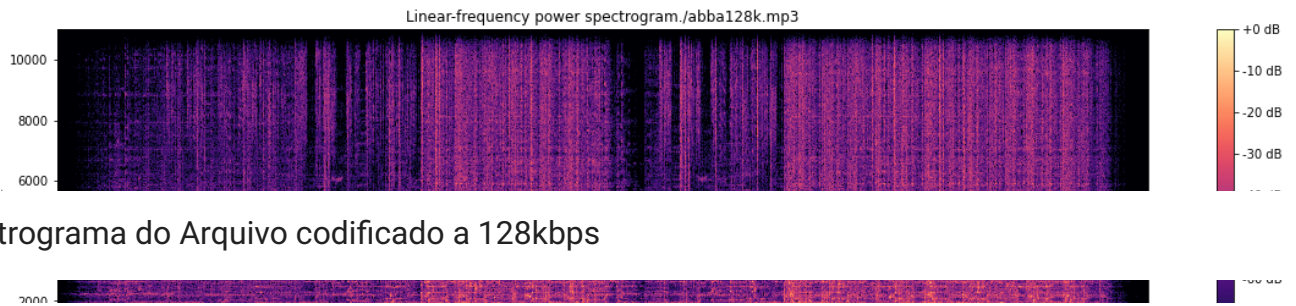 Linear-frequency power spectrogram./abba128k.mp3
+0 dB
10000
-10 dB
8000
-20 dB
-30 dB
6000
trograma do Arquivo codificado a 128kbps
2000